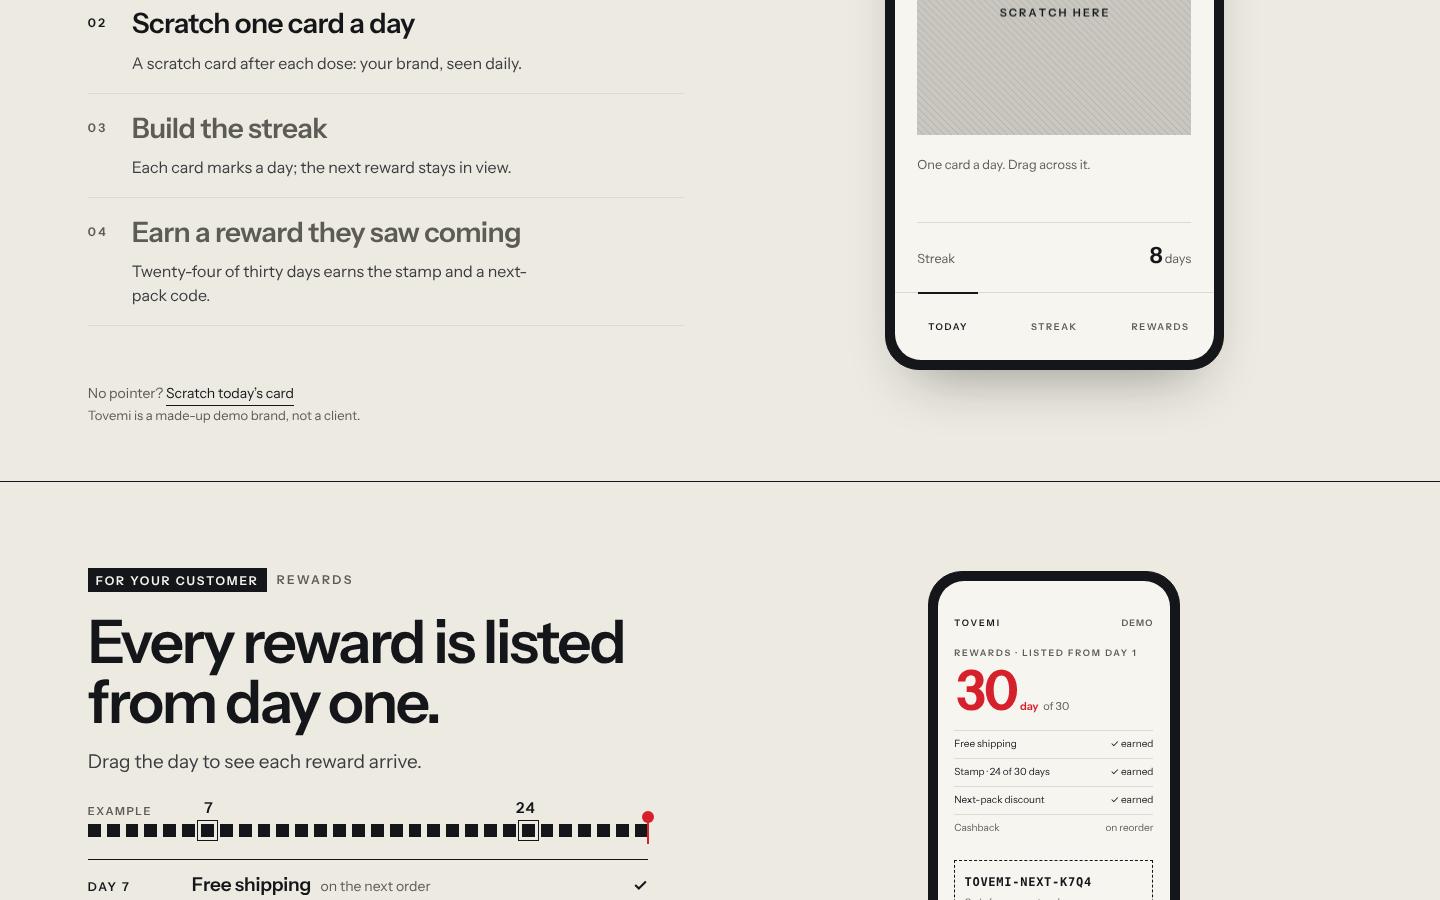 02
Scratch one card a day
A scratch card after each dose: your brand, seen daily.
03
Build the streak
Each card marks a day; the next reward stays in view.
04
Earn a reward they saw coming
Twenty-four of thirty days earns the stamp and a next-
pack code.
No pointer? Scratch today’s card
Tovemi is a made-up demo brand, not a client.
SCRATCH HERE
One card a day. Drag across it.
Streak
8 days
TODAY
STREAK
REWARDS
FOR YOUR CUSTOMER
REWARDS
Every reward is listed
from day one.
Drag the day to see each reward arrive.
EXAMPLE
7
24
DAY 7
Free shipping on the next order
✓
TOVEMI
DEMO
REWARDS · LISTED FROM DAY 1
30 day of 30
Free shipping
✓ earned
Stamp · 24 of 30 days
✓ earned
Next-pack discount
✓ earned
Cashback
on reorder
TOVEMI-NEXT-K7Q4